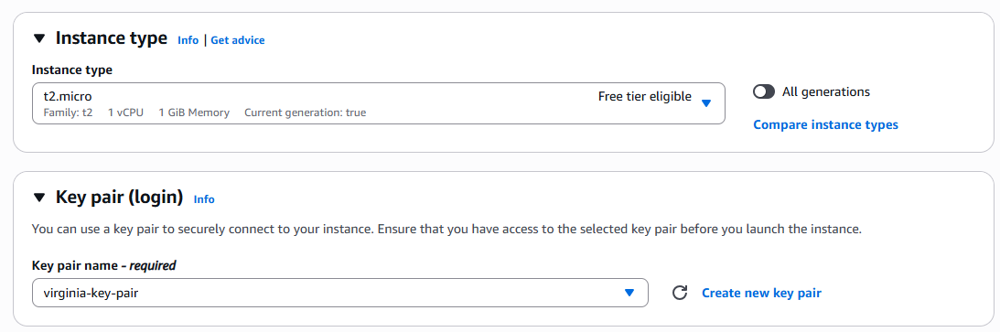 Instance type Info | Get advice
Instance type
t2.micro Free tier eligible
Family: t2 1 vCPU 1 GiB Memory Current generation: true
All generations
Compare instance types
Key pair (login) Info
You can use a key pair to securely connect to your instance. Ensure that you have access to the selected key pair before you launch the instance.
Key pair name - required
virginia-key-pair
Create new key pair